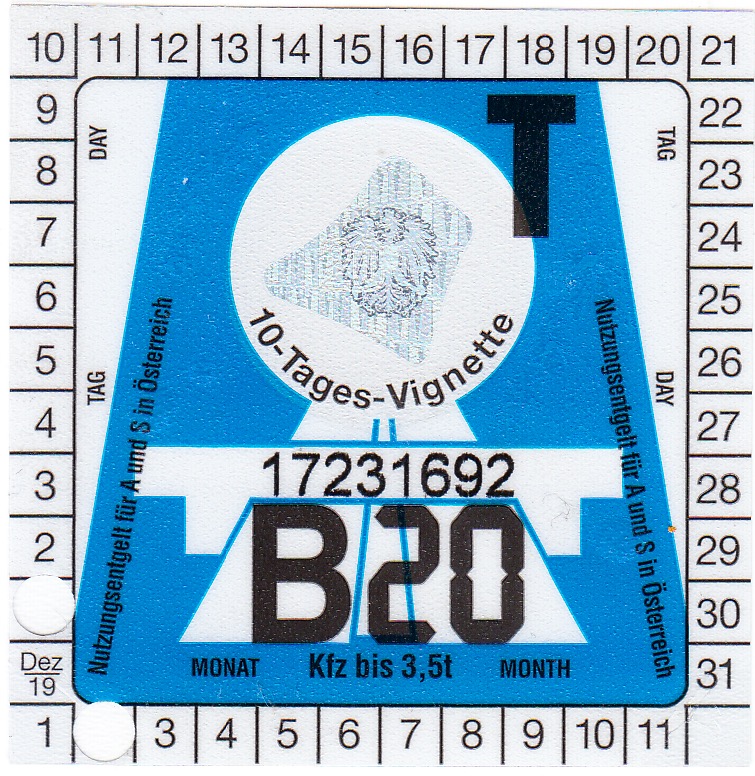 10 11 12 13 14 15 16 17 18 19 20 21
9 22
8 23
7 24
6 25
5 26
4 27
3 28
2 29
30
Dez
19
31
1 3 4 5 6 7 8 9 10 11
DAY
TAG
T
TAG
DAY
10-Tages-Vignette
Nutzungsentgelt für A und S in Österreich
Nutzungsentgelt für A und S in Österreich
17231692
B20
MONAT Kfz bis 3,5t MONTH